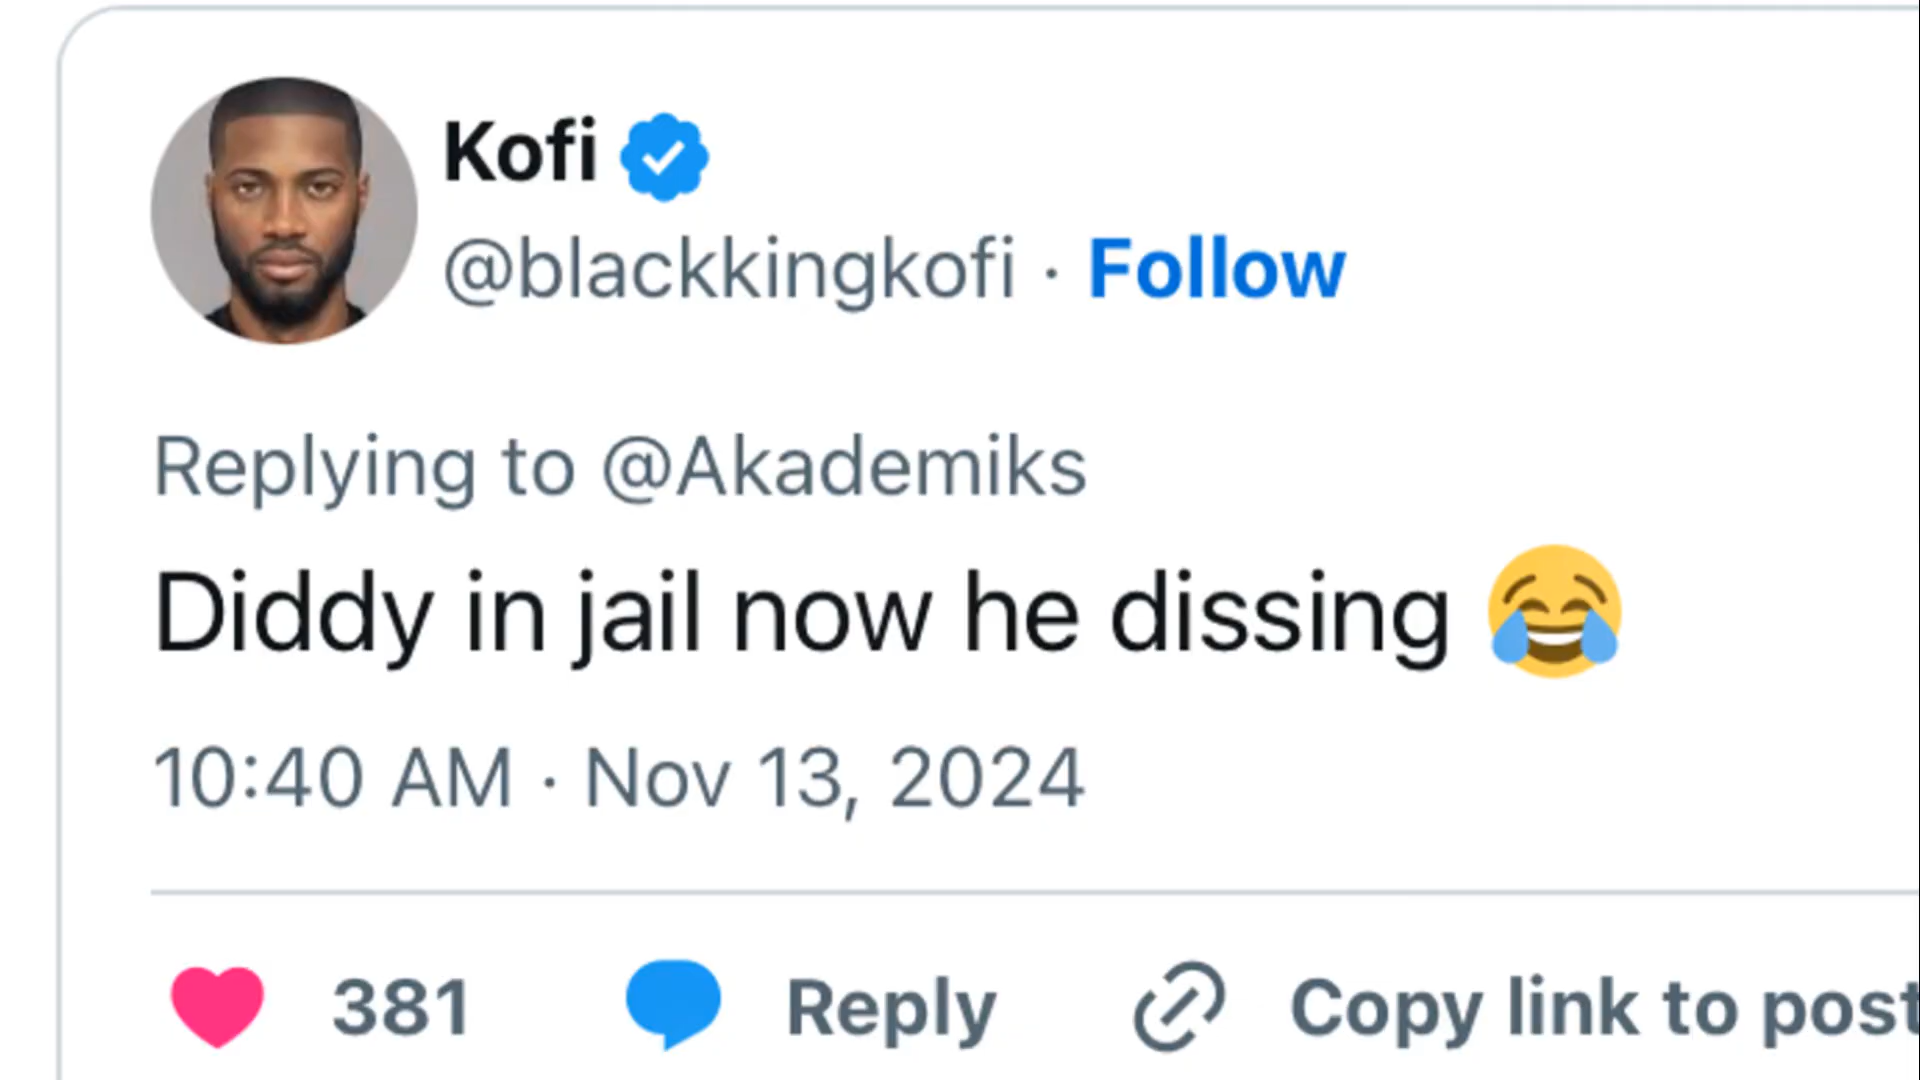 Kofi
@blackkingkofi · Follow
Replying to @Akademiks
Diddy in jail now he dissing 😂
10:40 AM · Nov 13, 2024
381 Reply Copy link to post